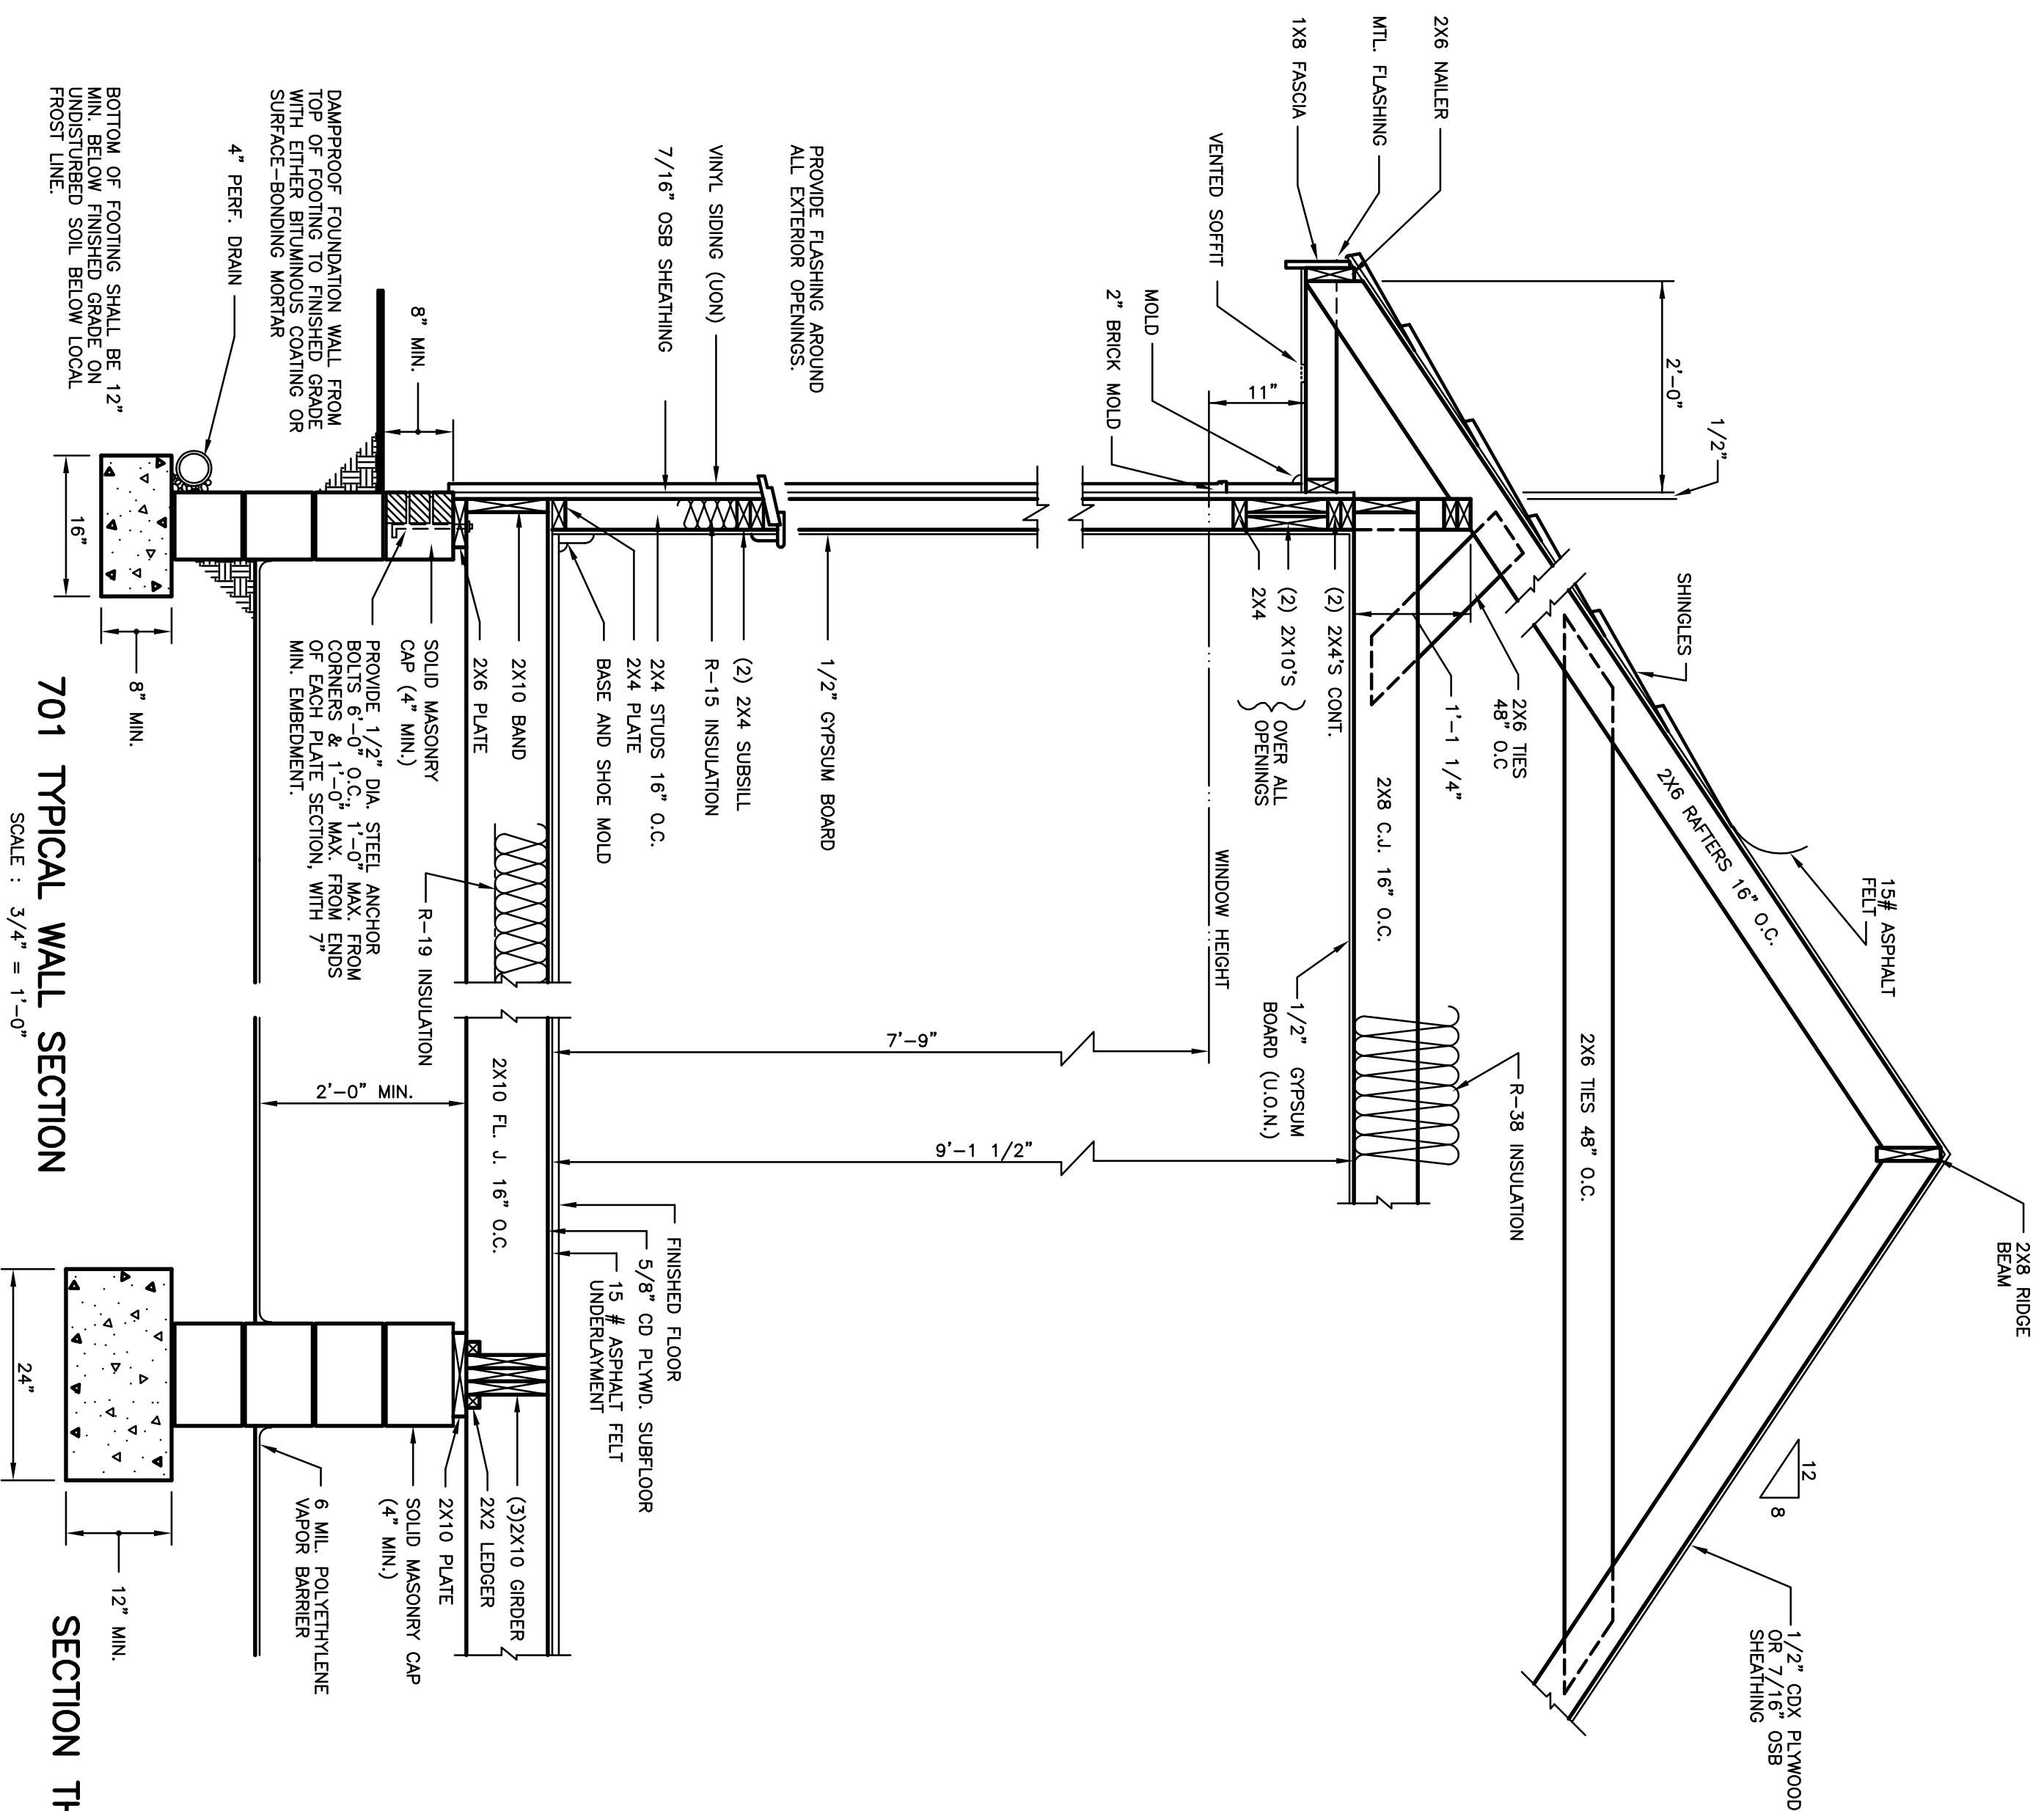 2X8 RIDGE
BEAM
1/2" CDX PLYWOOD
OR 7/16" OSB
SHEATHING
12
8
15# ASPHALT
FELT
2X6 RAFTERS 16" O.C.
SHINGLES
1/2"
2'-0"
2X6 TIES 48" O.C.
2X6 TIES
48" O.C
R-38 INSULATION
1'-1 1/4"
2X8 C.J. 16" O.C.
2X6 NAILER
MTL. FLASHING
1X8 FASCIA
VENTED SOFFIT
11"
MOLD
2" BRICK MOLD
(2) 2X4'S CONT.
(2) 2X10'S
2X4
OVER ALL
OPENINGS
1/2" GYPSUM
BOARD (U.O.N.)
WINDOW HEIGHT
7'-9"
9'-1 1/2"
PROVIDE FLASHING AROUND
ALL EXTERIOR OPENINGS.
VINYL SIDING (UON)
7/16" OSB SHEATHING
1/2" GYPSUM BOARD
(2) 2X4 SUBSILL
R-15 INSULATION
2X4 STUDS 16" O.C.
2X4 PLATE
BASE AND SHOE MOLD
2X10 BAND
2X6 PLATE
SOLID MASONRY
CAP (4" MIN.)
PROVIDE 1/2" DIA. STEEL ANCHOR
BOLTS 6'-0" O.C., 1'-0" MAX. FROM
CORNERS & 1'-0" MAX. FROM ENDS
OF EACH PLATE SECTION, WITH 7"
MIN. EMBEDMENT.
R-19 INSULATION
2X10 FL. J. 16" O.C.
2'-0" MIN.
FINISHED FLOOR
5/8" CD PLYWD. SUBFLOOR
15 # ASPHALT FELT
UNDERLAYMENT
(3)2X10 GIRDER
2X2 LEDGER
2X10 PLATE
SOLID MASONRY CAP
(4" MIN.)
6 MIL. POLYETHYLENE
VAPOR BARRIER
8" MIN.
DAMPPROOF FOUNDATION WALL FROM
TOP OF FOOTING TO FINISHED GRADE
WITH EITHER BITUMINOUS COATING OR
SURFACE-BONDING MORTAR
4" PERF. DRAIN
BOTTOM OF FOOTING SHALL BE 12"
MIN. BELOW FINISHED GRADE ON
UNDISTURBED SOIL BELOW LOCAL
FROST LINE.
16"
8" MIN.
24"
12" MIN.
701 TYPICAL WALL SECTION
SCALE : 3/4" = 1'-0"
SECTION TH